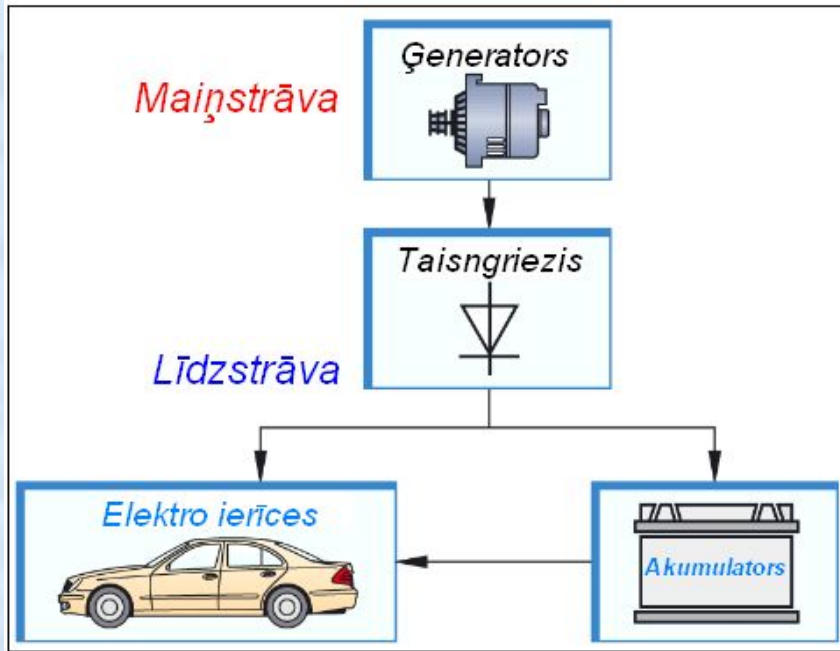 Ģenerators
Maiņstrāva
Taisngriezis
Līdzstrāva
Elektro ierīces
Akumulators